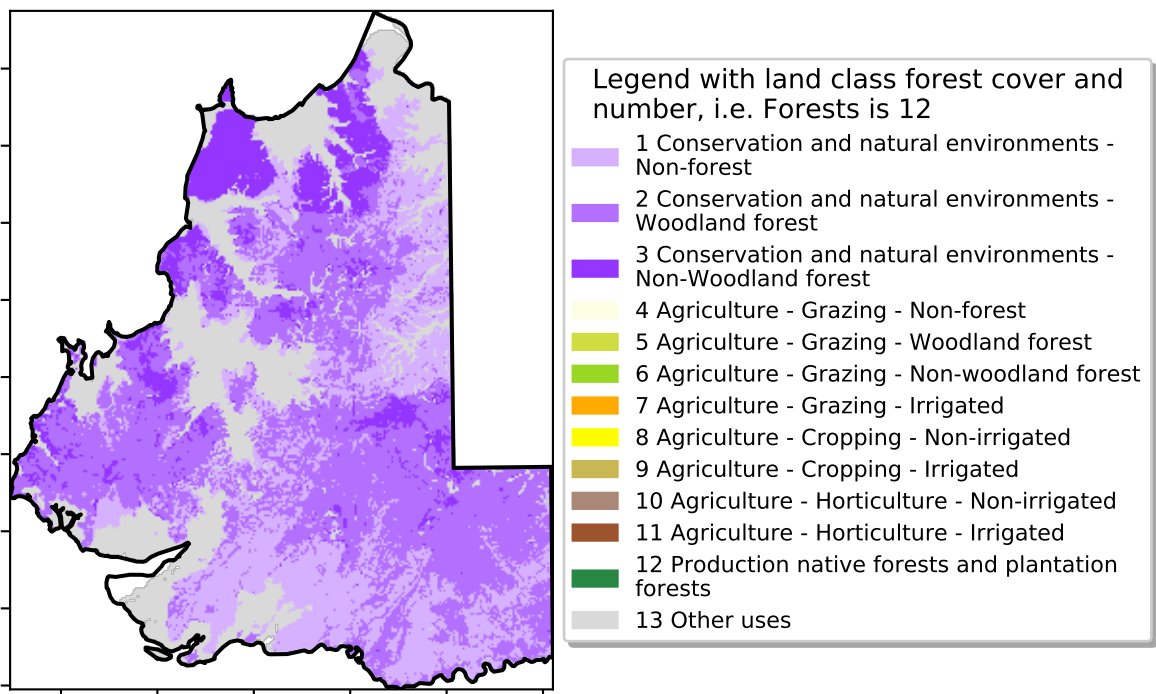 Legend with land class forest cover and
number, i.e. Forests is 12
1 Conservation and natural environments -
Non-forest
2 Conservation and natural environments -
Woodland forest
3 Conservation and natural environments -
Non-Woodland forest
4 Agriculture - Grazing - Non-forest
5 Agriculture - Grazing - Woodland forest
6 Agriculture - Grazing - Non-woodland forest
7 Agriculture - Grazing - Irrigated
8 Agriculture - Cropping - Non-irrigated
9 Agriculture - Cropping - Irrigated
10 Agriculture - Horticulture - Non-irrigated
11 Agriculture - Horticulture - Irrigated
12 Production native forests and plantation
forests
13 Other uses